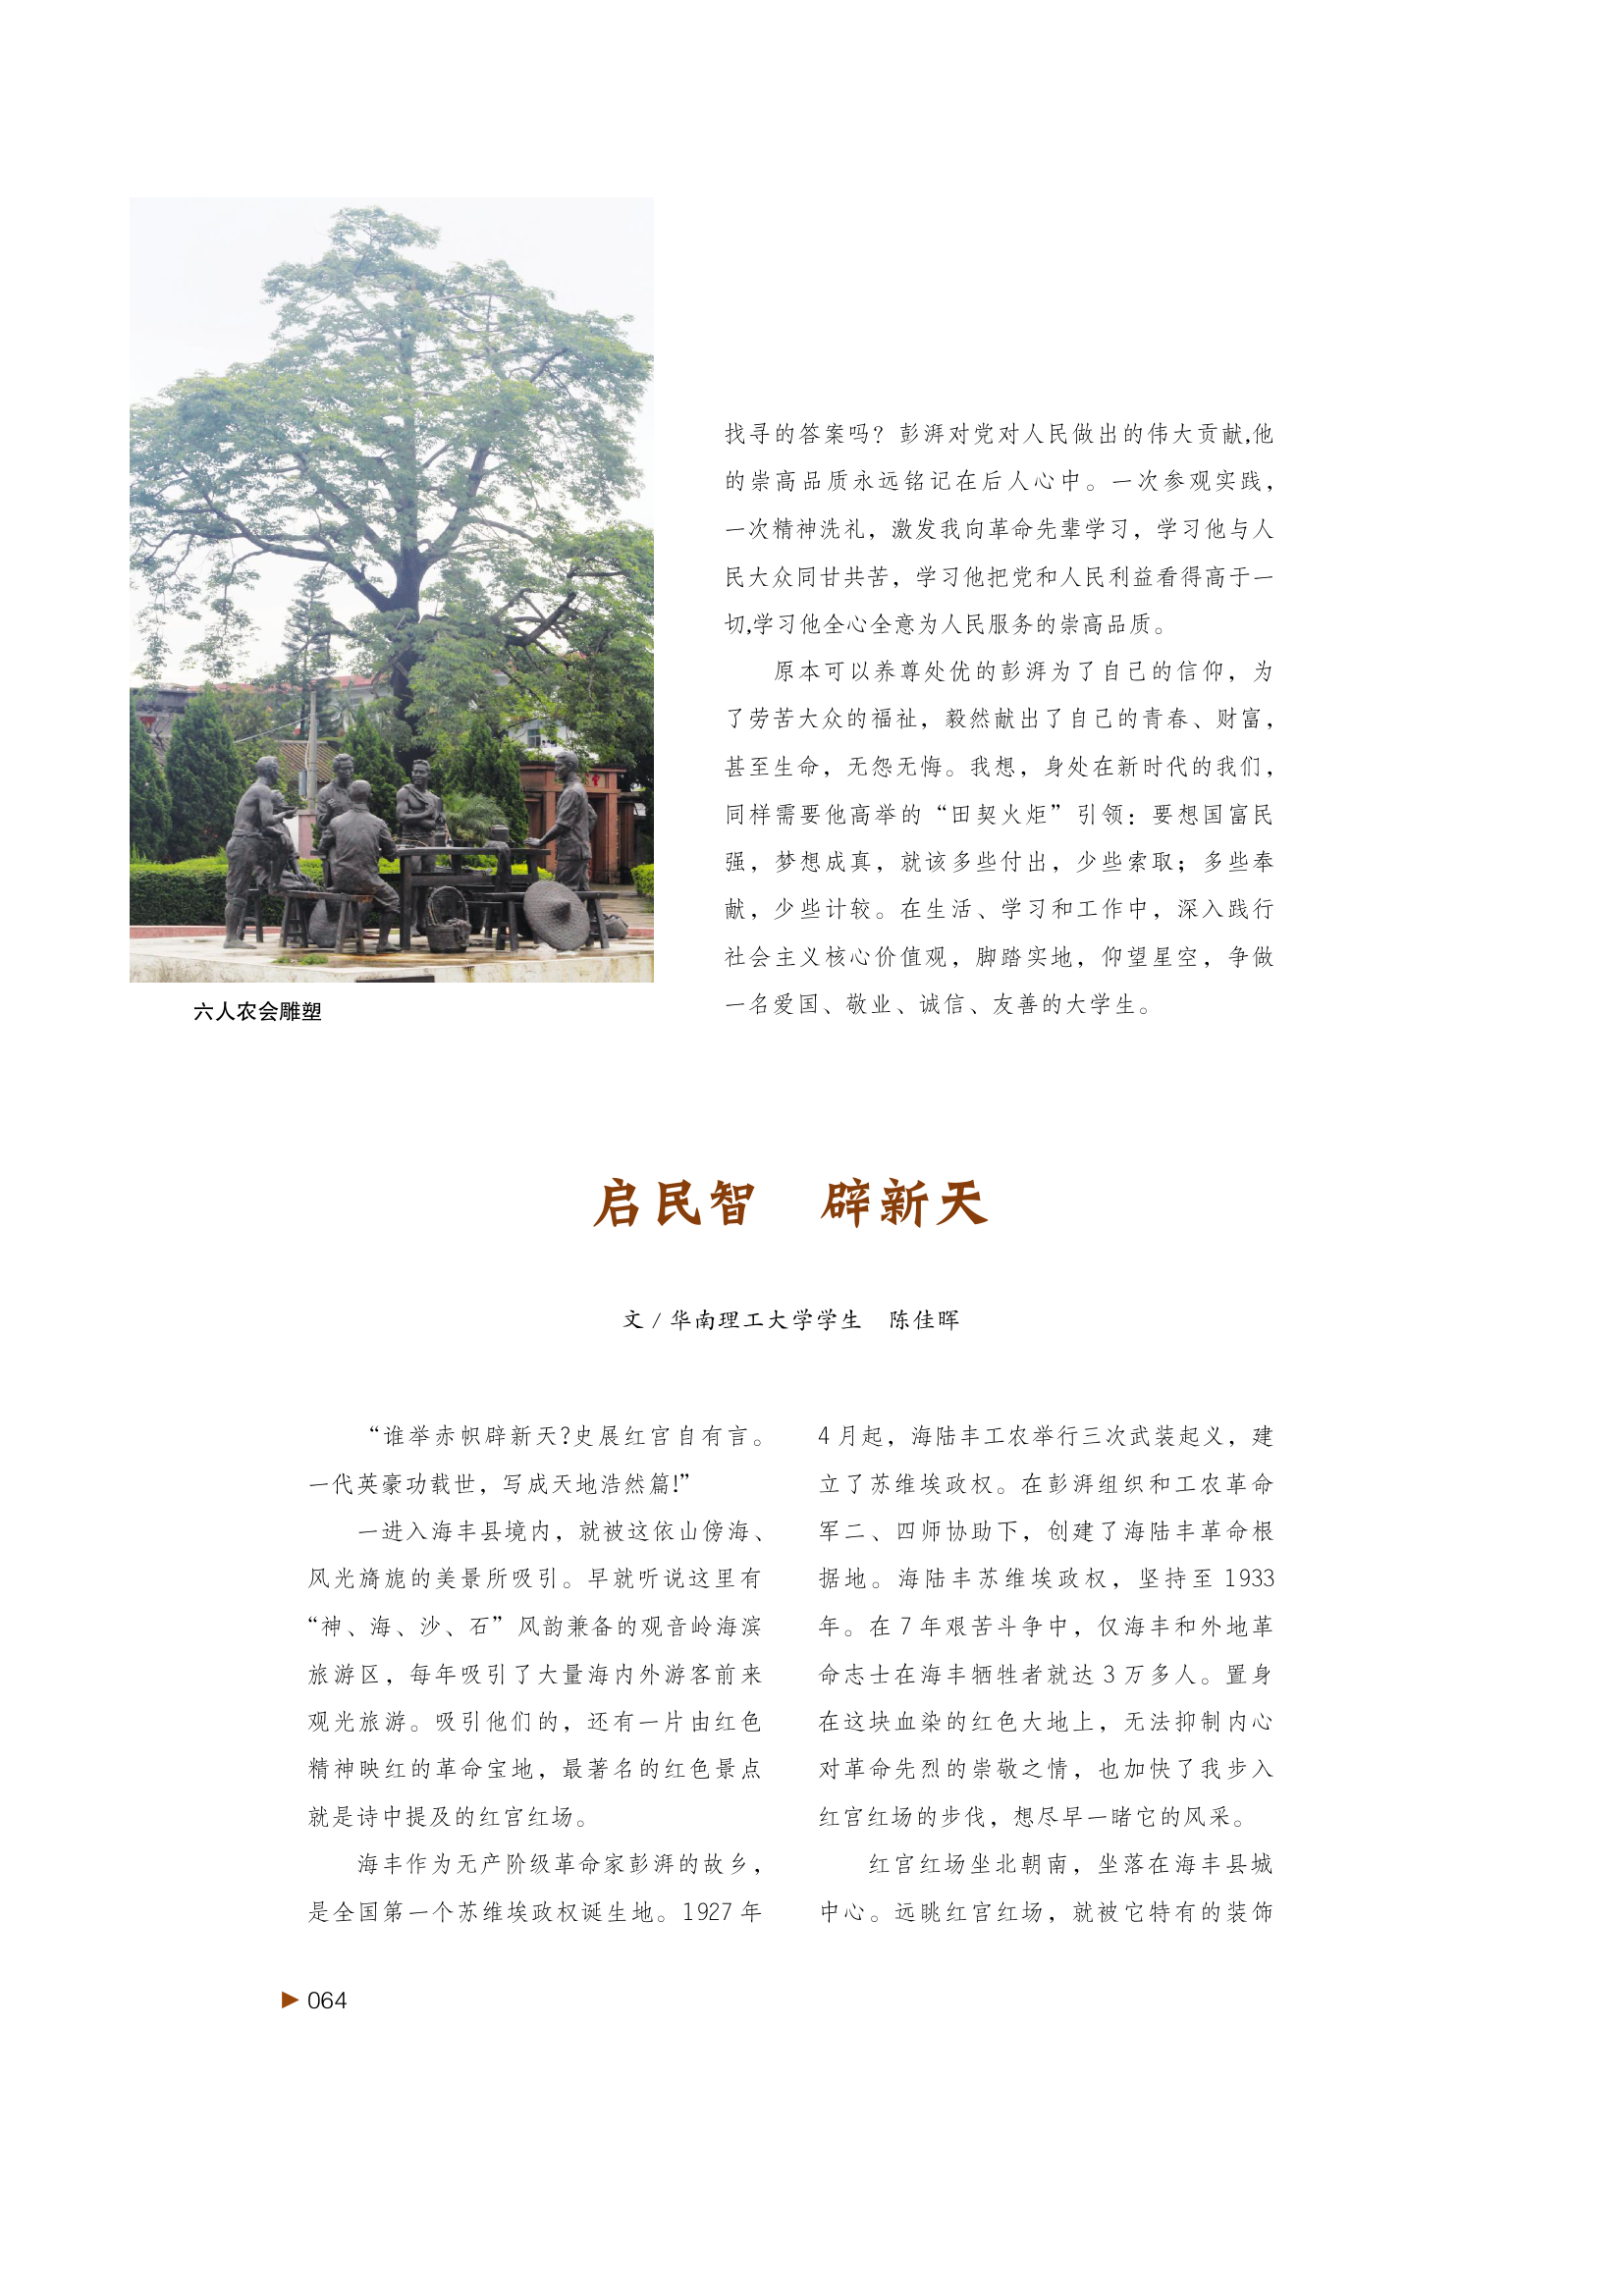 找寻的答案吗？彭湃对党对人民做出的伟大贡献,他
的崇高品质永远铭记在后人心中。一次参观实践，
一次精神洗礼，激发我向革命先辈学习，学习他与人
民大众同甘共苦，学习他把党和人民利益看得高于一
切,学习他全心全意为人民服务的崇高品质。
原本可以养尊处优的彭湃为了自己的信仰，为
了劳苦大众的福祉，毅然献出了自己的青春、财富，
甚至生命，无怨无悔。我想，身处在新时代的我们，
同样需要他高举的“田契火炬”引领：要想国富民
强，梦想成真，就该多些付出，少些索取；多些奉
献，少些计较。在生活、学习和工作中，深入践行
社会主义核心价值观，脚踏实地，仰望星空，争做
一名爱国、敬业、诚信、友善的大学生。
六人农会雕塑
启民智　辟新天
文 / 华南理工大学学生　陈佳晖
“谁举赤帜辟新天?史展红宫自有言。
一代英豪功载世，写成天地浩然篇!”
一进入海丰县境内，就被这依山傍海、
风光旖旎的美景所吸引。早就听说这里有
“神、海、沙、石”风韵兼备的观音岭海滨
旅游区，每年吸引了大量海内外游客前来
观光旅游。吸引他们的，还有一片由红色
精神映红的革命宝地，最著名的红色景点
就是诗中提及的红宫红场。
海丰作为无产阶级革命家彭湃的故乡，
是全国第一个苏维埃政权诞生地。1927 年
4 月起，海陆丰工农举行三次武装起义，建
立了苏维埃政权。在彭湃组织和工农革命
军二、四师协助下，创建了海陆丰革命根
据地。海陆丰苏维埃政权，坚持至 1933
年。在 7 年艰苦斗争中，仅海丰和外地革
命志士在海丰牺牲者就达 3 万多人。置身
在这块血染的红色大地上，无法抑制内心
对革命先烈的崇敬之情，也加快了我步入
红宫红场的步伐，想尽早一睹它的风采。
红宫红场坐北朝南，坐落在海丰县城
中心。远眺红宫红场，就被它特有的装饰
▶ 064